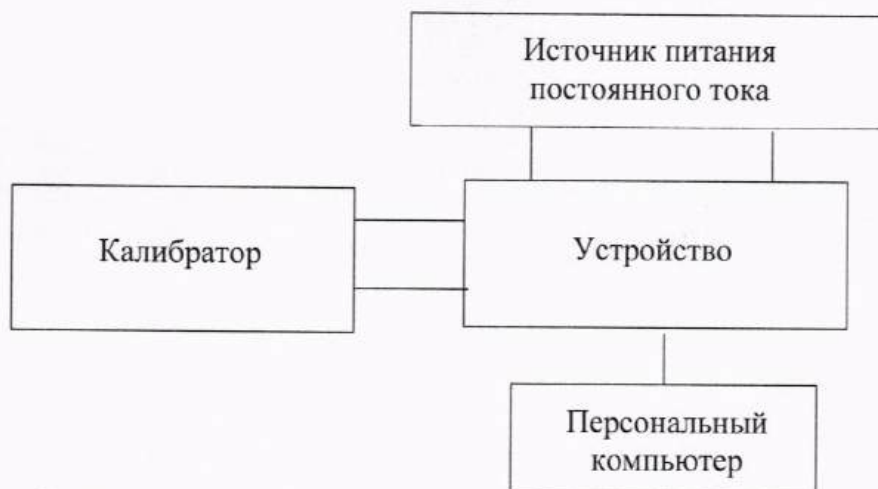 Источник питания
постоянного тока
Калибратор
Устройство
Персональный
компьютер